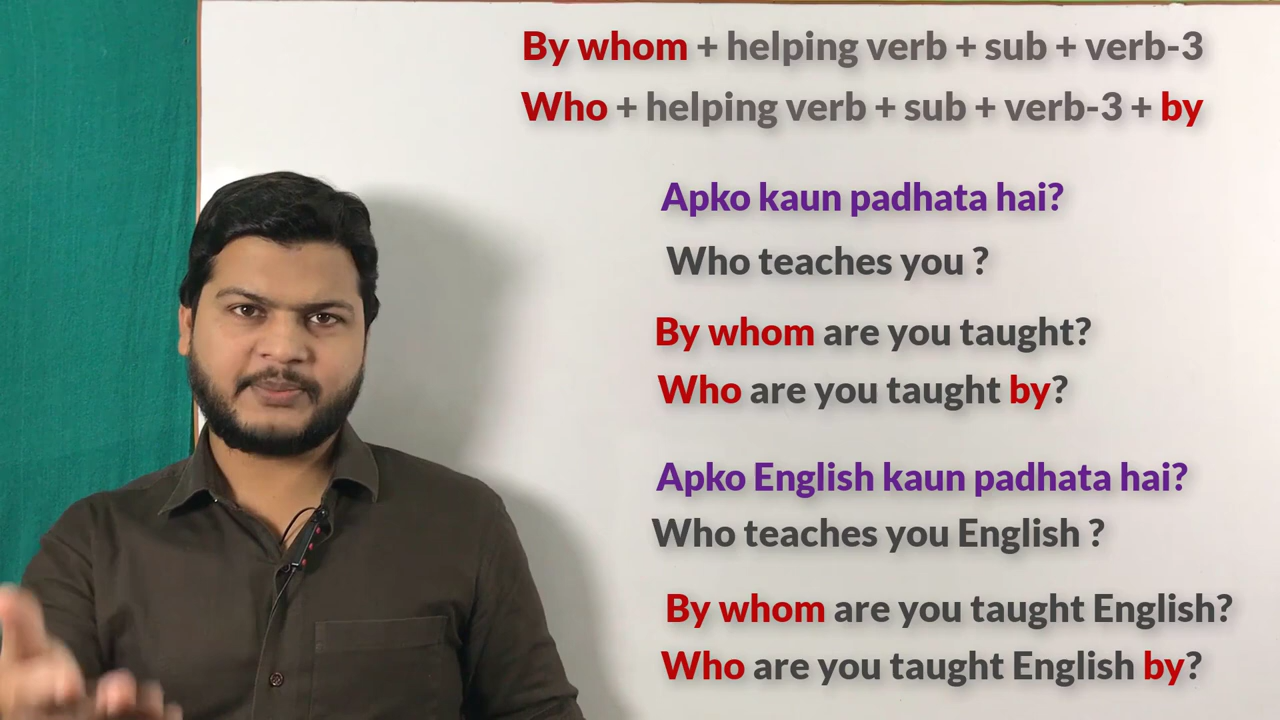 By whom + helping verb + sub + verb-3
Who + helping verb + sub + verb-3 + by
Apko kaun padhata hai?
Who teaches you ?
By whom are you taught?
Who are you taught by?
Apko English kaun padhata hai?
Who teaches you English ?
By whom are you taught English?
Who are you taught English by?